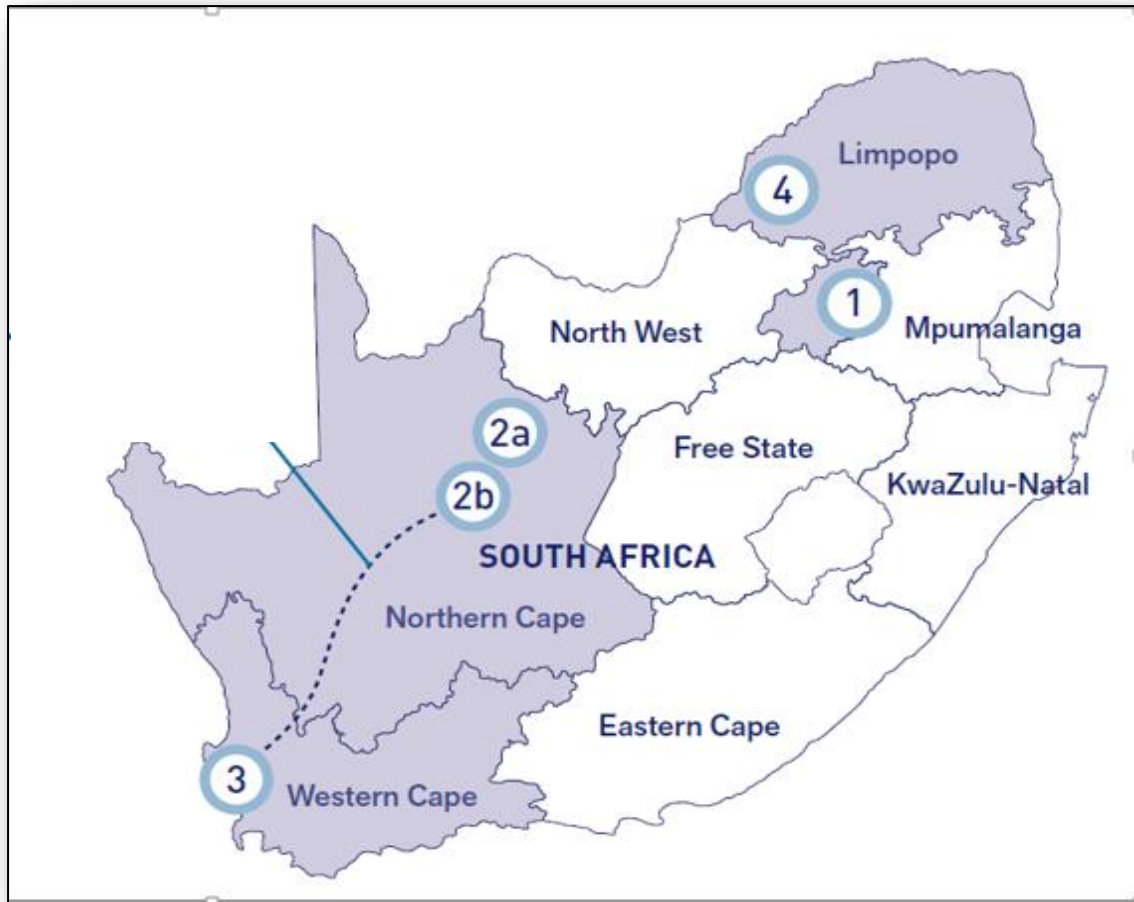 Limpopo
4
1
North West
Mpumalanga
2a
Free State
2b
KwaZulu-Natal
SOUTH AFRICA
Northern Cape
Eastern Cape
3
Western Cape